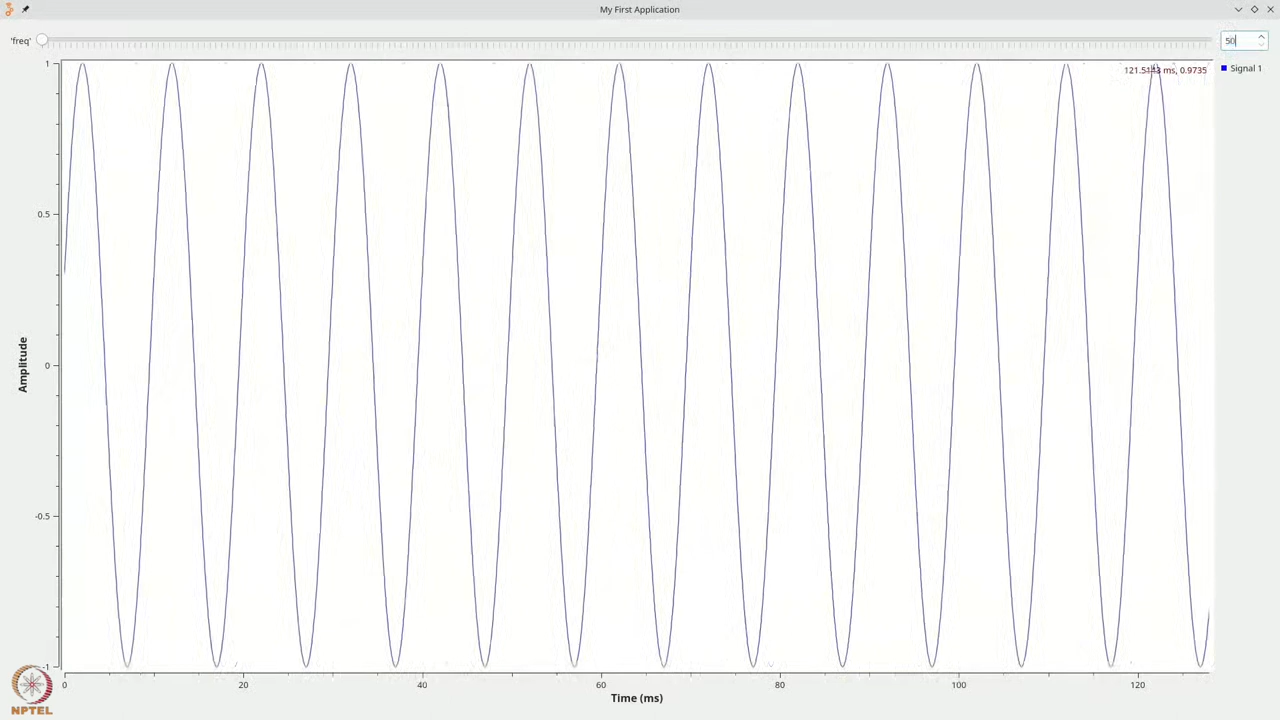 My First Application
'freq'
50
121.5143 ms, 0.9735
Signal 1
1
0.5
0
-0.5
-1
Amplitude
0 20 40 60 80 100 120
Time (ms)
NPTEL